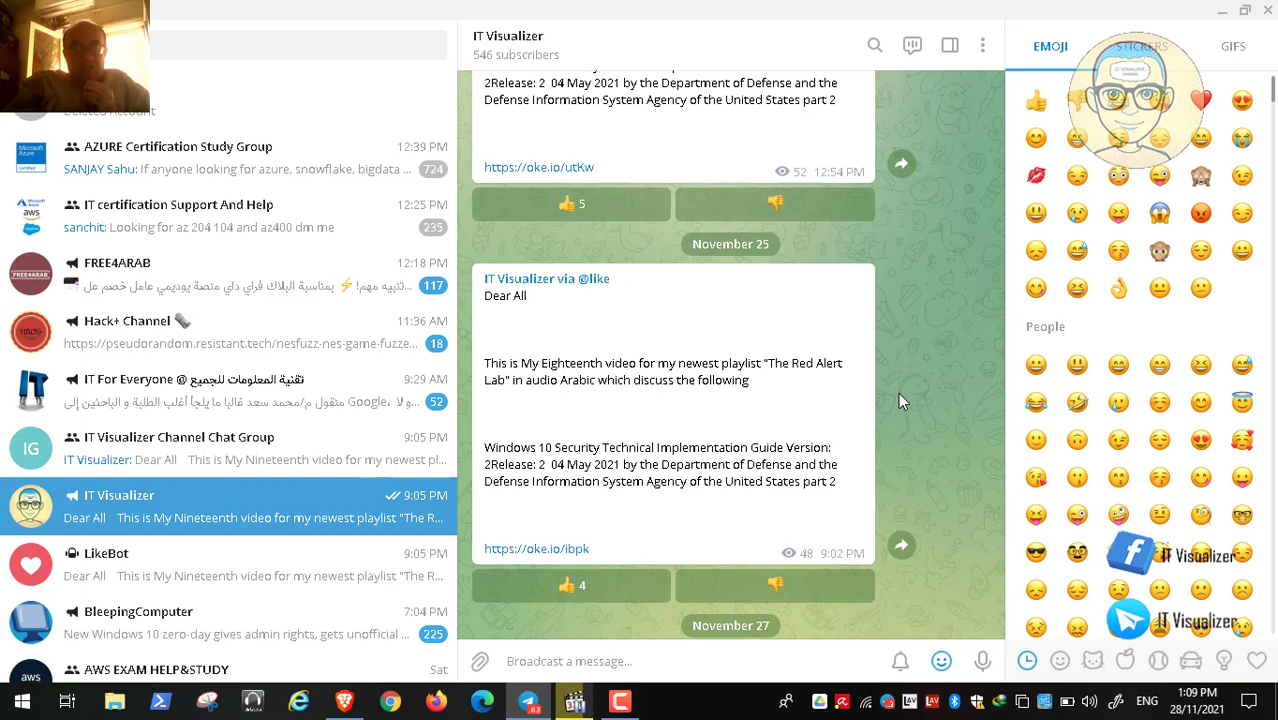 Deleted Account
AZURE Certification Study Group
12:39 PM
SANJAY Sahu: If anyone looking for azure, snowflake, bigdata ...
724
IT certification Support And Help
12:25 PM
sanchit: Looking for az 204 104 and az400 dm me
235
FREE4ARAB
12:18 PM
تنبيه مهم! ⚡ بمناسبة البلاك فراي داي منصة يوديمي عامل خصم عل...
117
Hack+ Channel
11:36 AM
https://pseudorandom.resistant.tech/nesfuzz-nes-game-fuzze...
18
IT For Everyone @ تقنية المعلومات للجميع
9:29 AM
منقول م/محمد سعد غالبا ما يلجأ أغلب الطلبة و الباحثين إلى Google، و لا...
52
IG
IT Visualizer Channel Chat Group
9:05 PM
IT Visualizer: Dear All This is My Nineteenth video for my newest pl...
IT Visualizer
9:05 PM
Dear All This is My Nineteenth video for my newest playlist "The R...
LikeBot
9:05 PM
Dear All This is My Nineteenth video for my newest playlist "The R...
BleepingComputer
7:04 PM
New Windows 10 zero-day gives admin rights, gets unofficial ...
225
AWS EXAM HELP&STUDY
Sat
IT Visualizer
546 subscribers
2Release: 2 04 May 2021 by the Department of Defense and the
Defense Information System Agency of the United States part 2
https://oke.io/utKw
52 12:54 PM
5
November 25
IT Visualizer via @like
Dear All
This is My Eighteenth video for my newest playlist "The Red Alert
Lab" in audio Arabic which discuss the following
Windows 10 Security Technical Implementation Guide Version:
2Release: 2 04 May 2021 by the Department of Defense and the
Defense Information System Agency of the United States part 2
https://oke.io/ibpk
48 9:02 PM
4
November 27
Broadcast a message...
EMOJI
STICKERS
GIFS
IT VISUALIZER
CHANNEL
People
IT Visualizer
IT Visualizer
63
ENG
1:09 PM
28/11/2021